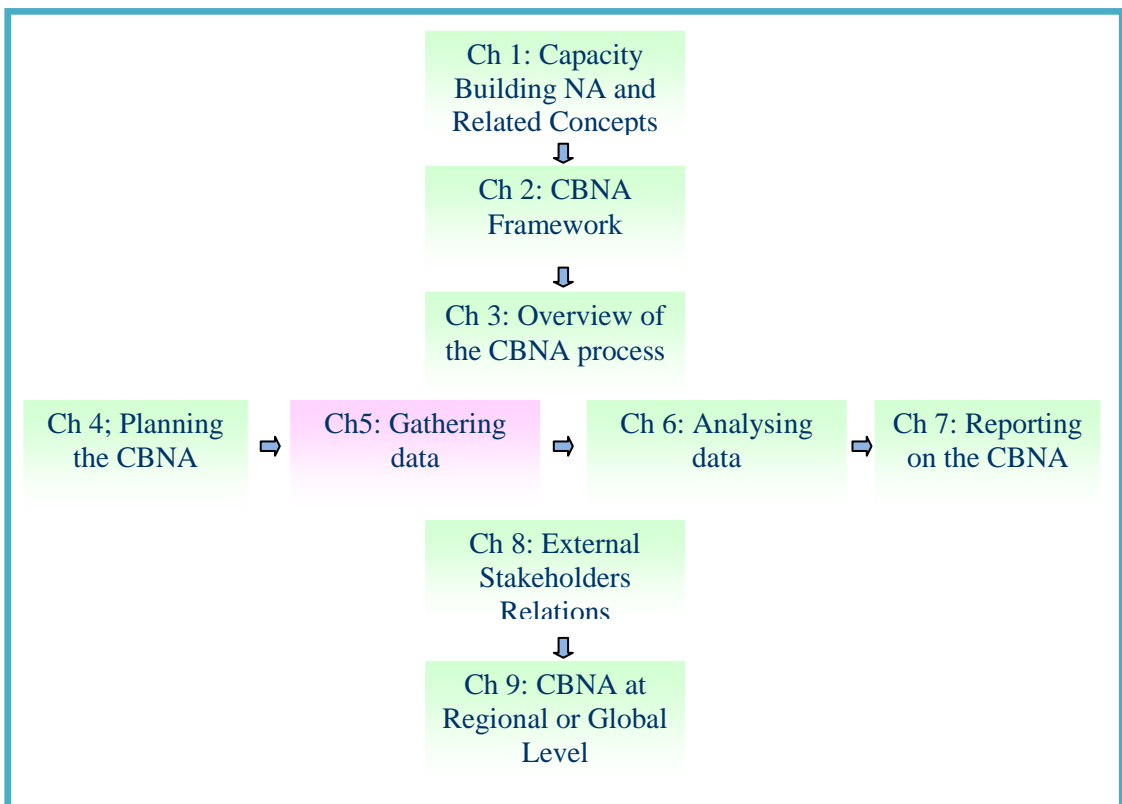 Ch 1: Capacity
Building NA and
Related Concepts
Ch 2: CBNA
Framework
Ch 3: Overview of
the CBNA process
Ch 4; Planning
the CBNA
Ch5: Gathering
data
Ch 6: Analysing
data
Ch 7: Reporting
on the CBNA
Ch 8: External
Stakeholders
Relations
Ch 9: CBNA at
Regional or Global
Level